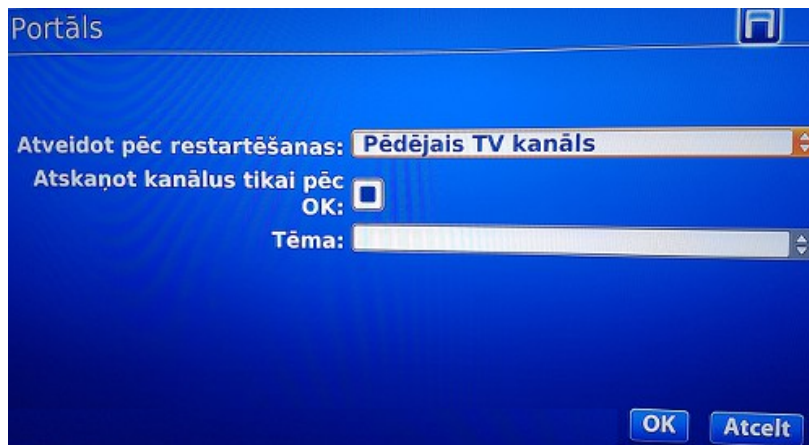 Portāls
Atveidot pēc restartēšanas: Pēdējais TV kanāls
Atskaņot kanālus tikai pēc
OK:
Tēma:
OK Atcelt